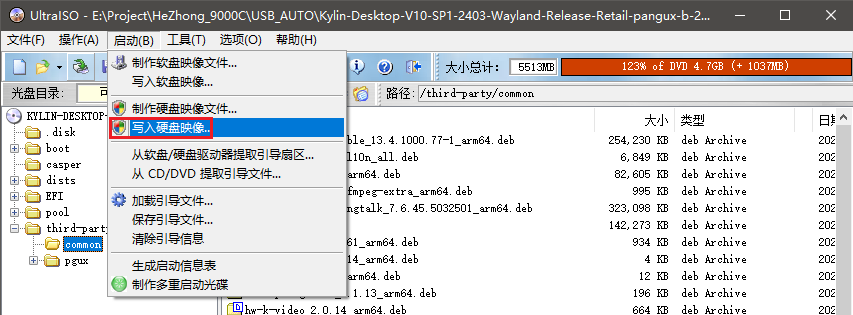 UltraISO - E:\Project\HeZhong_9000C\USB_AUTO\Kylin-Desktop-V10-SP1-2403-Wayland-Release-Retail-pangux-b-2...
文件(F) 操作(A) 启动(B) 工具(T) 选项(O) 帮助(H)
大小总计: 5513MB 123% of DVD 4.7GB (+ 1037MB)
光盘目录: 可
路径: /third-party/common
制作软盘映像文件...
写入软盘映像...
制作硬盘映像文件...
写入硬盘映像...
从软盘/硬盘驱动器提取引导扇区...
从 CD/DVD 提取引导文件...
加载引导文件...
保存引导文件...
清除引导信息
生成启动信息表
制作多重启动光碟
KYLIN-DESKTOP-
.disk
boot
casper
dists
EFI
pool
third-party
common
pgux
大小 类型 日期
ble_13.4.1000.77-1_arm64.deb 254,230 KB deb Archive 202
l10n_all.deb 6,849 KB deb Archive 202
arm64.deb 82,605 KB deb Archive 202
fmpeg-extra_arm64.deb 995 KB deb Archive 202
ngtalk_7.6.45.5032501_arm64.deb 323,098 KB deb Archive 202
142,273 KB deb Archive 202
61_arm64.deb 934 KB deb Archive 202
14_arm64.deb 4 KB deb Archive 202
arm64.deb 12 KB deb Archive 202
1.13_arm64.deb 196 KB deb Archive 202
hw-k-video_2.0.14_arm64.deb 664 KB deb Archive 202